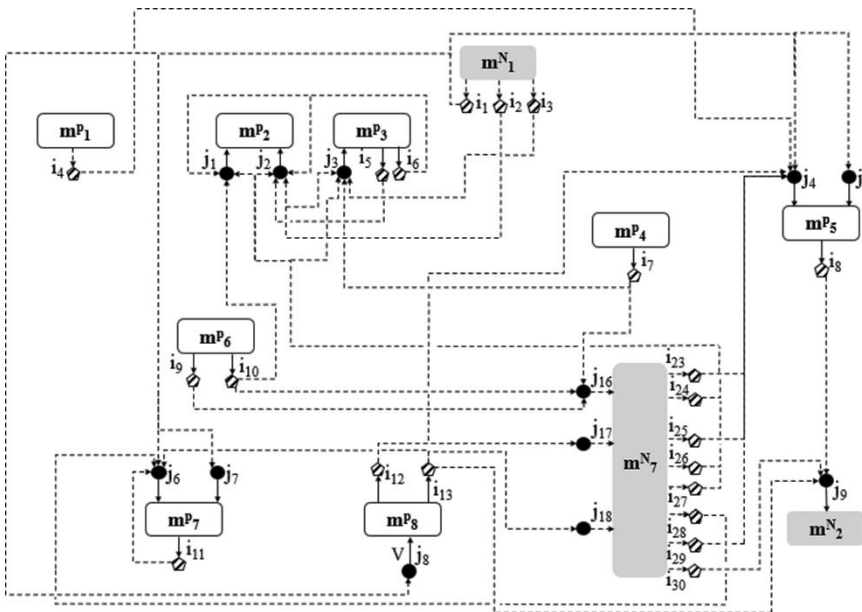 m^N_1
i_1 i_2 i_3
m^p_1 m^p_2 m^p_3
i_4 j_1 j_2 j_3 i_5 i_6 j_4 j
m^p_4 m^p_5
i_7 i_8
m^p_6
i_9 i_10
i_23
j_16 i_24
j_17 i_25
i_26
m^N_7
j_6 j_7 i_12 i_13 i_27 j_9
m^p_7 m^p_8 j_18 i_28 m^N_2
i_11 V j_8 i_29
i_30